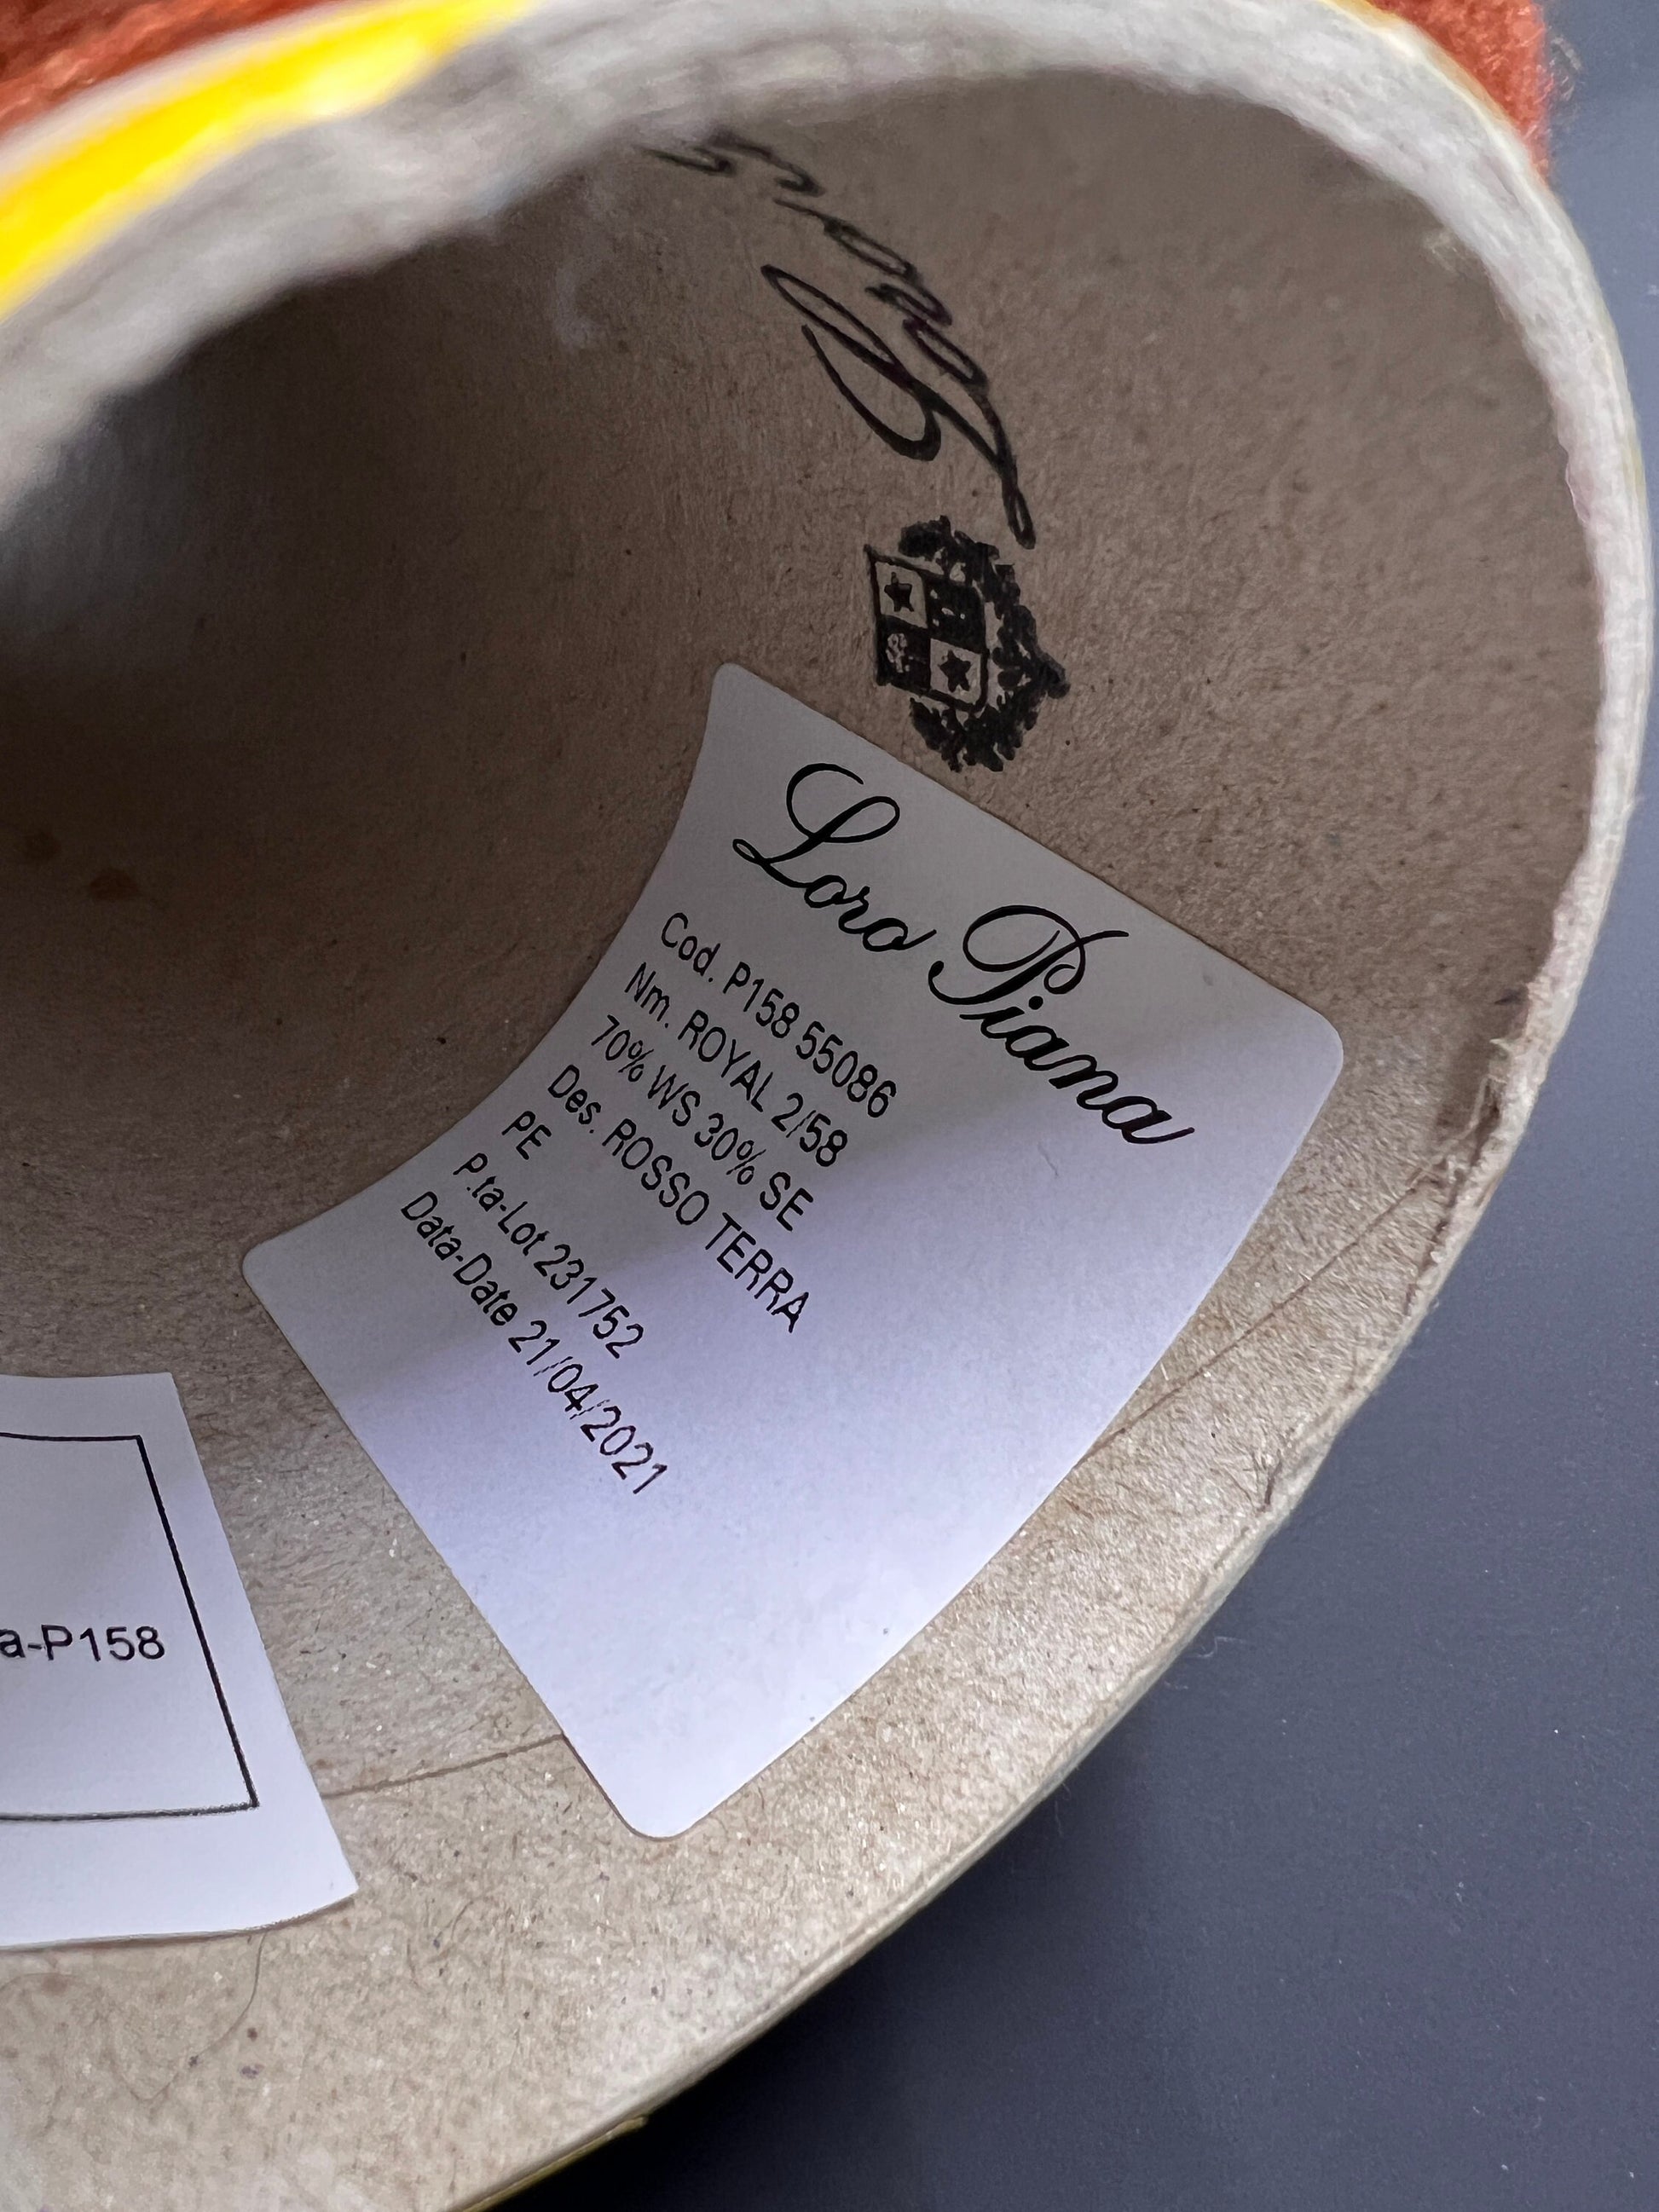 Loro Piana
Cod. P158 55086
Nm. ROYAL 2/58
70% WS 30% SE
Des. ROSSO TERRA
PE
P.ta-Lot 231752
Data-Date 21/04/2021
a-P158